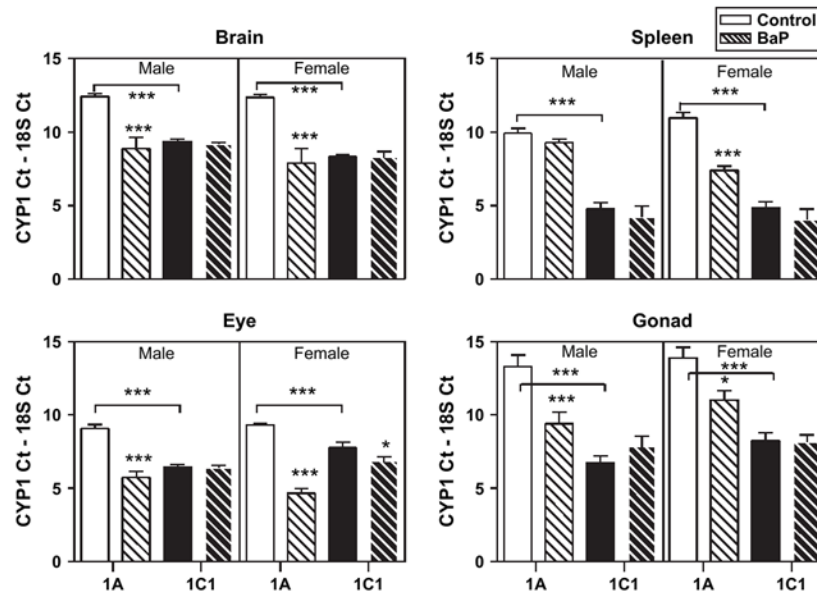 Control
BaP
Brain
Spleen
CYP1 Ct - 18S Ct
15
10
5
0
Male
Female
***
***
***
***
CYP1 Ct - 18S Ct
15
10
5
0
Male
Female
***
***
***
Eye
Gonad
CYP1 Ct - 18S Ct
15
10
5
0
Male
Female
***
***
***
***
*
1A
1C1
1A
1C1
CYP1 Ct - 18S Ct
15
10
5
0
Male
Female
***
***
***
*
1A
1C1
1A
1C1